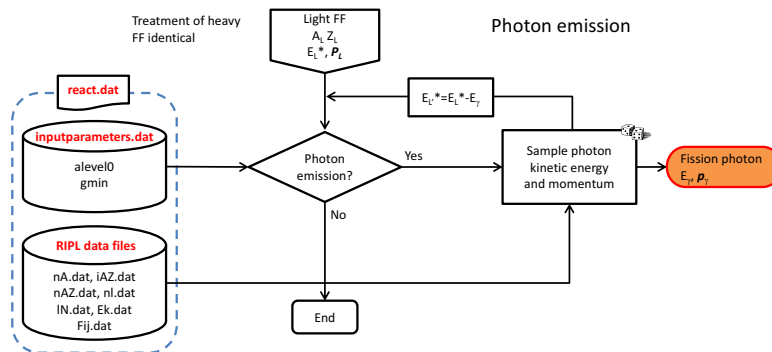 Treatment of heavy
FF identical
Light FF
A_L Z_L
E_L*, P_L
Photon emission
react.dat
E_L'*=E_L*-E_γ
inputparameters.dat
alevel0
gmin
Photon
emission?
Yes
Sample photon
kinetic energy
and momentum
Fission photon
E_γ, p_γ
No
RIPL data files
nA.dat, iAZ.dat
nAZ.dat, nl.dat
lN.dat, Ek.dat
Fij.dat
End